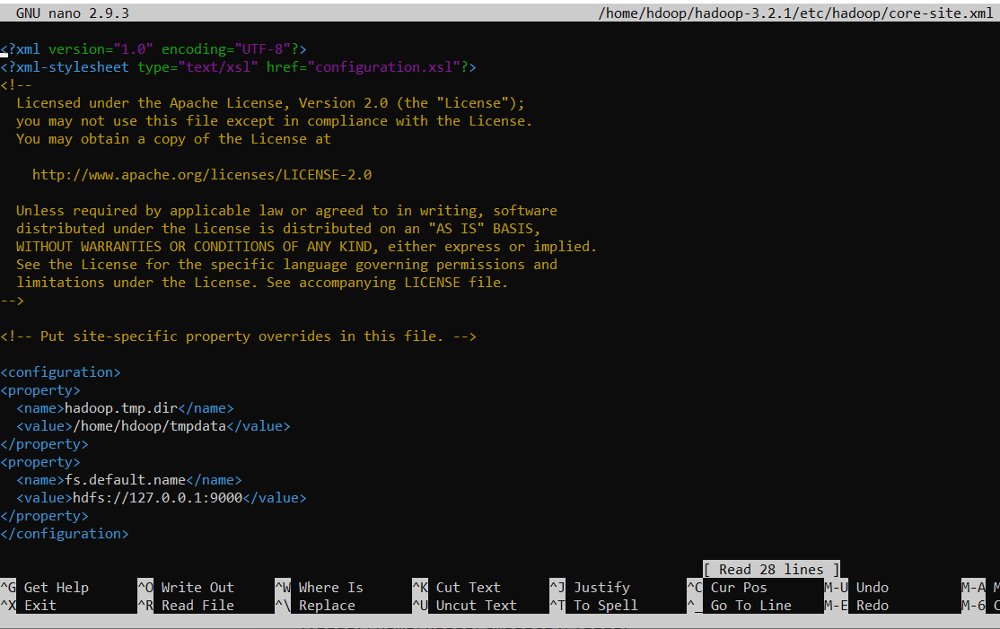 GNU nano 2.9.3 /home/hdoop/hadoop-3.2.1/etc/hadoop/core-site.xml
<?xml version="1.0" encoding="UTF-8"?>
<?xml-stylesheet type="text/xsl" href="configuration.xsl"?>
<!--
Licensed under the Apache License, Version 2.0 (the "License");
you may not use this file except in compliance with the License.
You may obtain a copy of the License at
http://www.apache.org/licenses/LICENSE-2.0
Unless required by applicable law or agreed to in writing, software
distributed under the License is distributed on an "AS IS" BASIS,
WITHOUT WARRANTIES OR CONDITIONS OF ANY KIND, either express or implied.
See the License for the specific language governing permissions and
limitations under the License. See accompanying LICENSE file.
-->
<!-- Put site-specific property overrides in this file. -->
<configuration>
<property>
<name>hadoop.tmp.dir</name>
<value>/home/hdoop/tmpdata</value>
</property>
<property>
<name>fs.default.name</name>
<value>hdfs://127.0.0.1:9000</value>
</property>
</configuration>
[ Read 28 lines ]
^G Get Help ^O Write Out ^W Where Is ^K Cut Text ^J Justify ^C Cur Pos M-U Undo M-A
^X Exit ^R Read File ^\ Replace ^U Uncut Text ^T To Spell ^_ Go To Line M-E Redo M-6